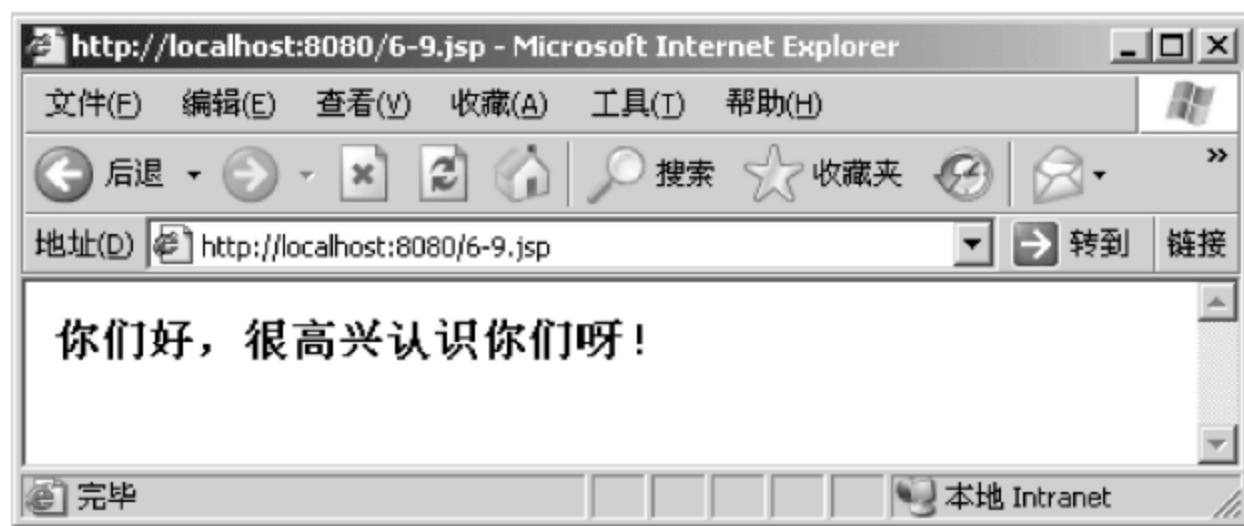 http://localhost:8080/6-9.jsp - Microsoft Internet Explorer
文件(F) 编辑(E) 查看(V) 收藏(A) 工具(T) 帮助(H)
后退 搜索 收藏夹 »
地址(D) http://localhost:8080/6-9.jsp 转到 链接
你们好，很高兴认识你们呀！
完毕 本地 Intranet